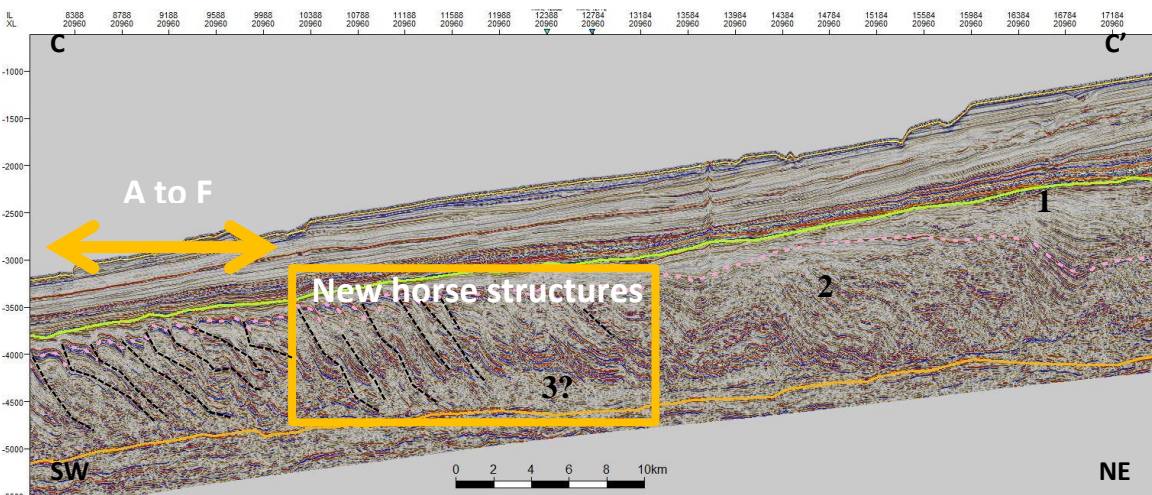 IL 8388 8788 9188 9588 9988 10388 10788 11188 11588 11988 12388 12784 13184 13584 13984 14384 14784 15184 15584 15984 16384 16784 17184
XL 20960 20960 20960 20960 20960 20960 20960 20960 20960 20960 20960 20960 20960 20960 20960 20960 20960 20960 20960 20960 20960 20960 20960
C C’
-1000
-1500
-2000
A to F
1
-2500
-3000
New horse structures
2
-3500
-4000
3?
-4500
-5000
SW 0 2 4 6 8 10km NE